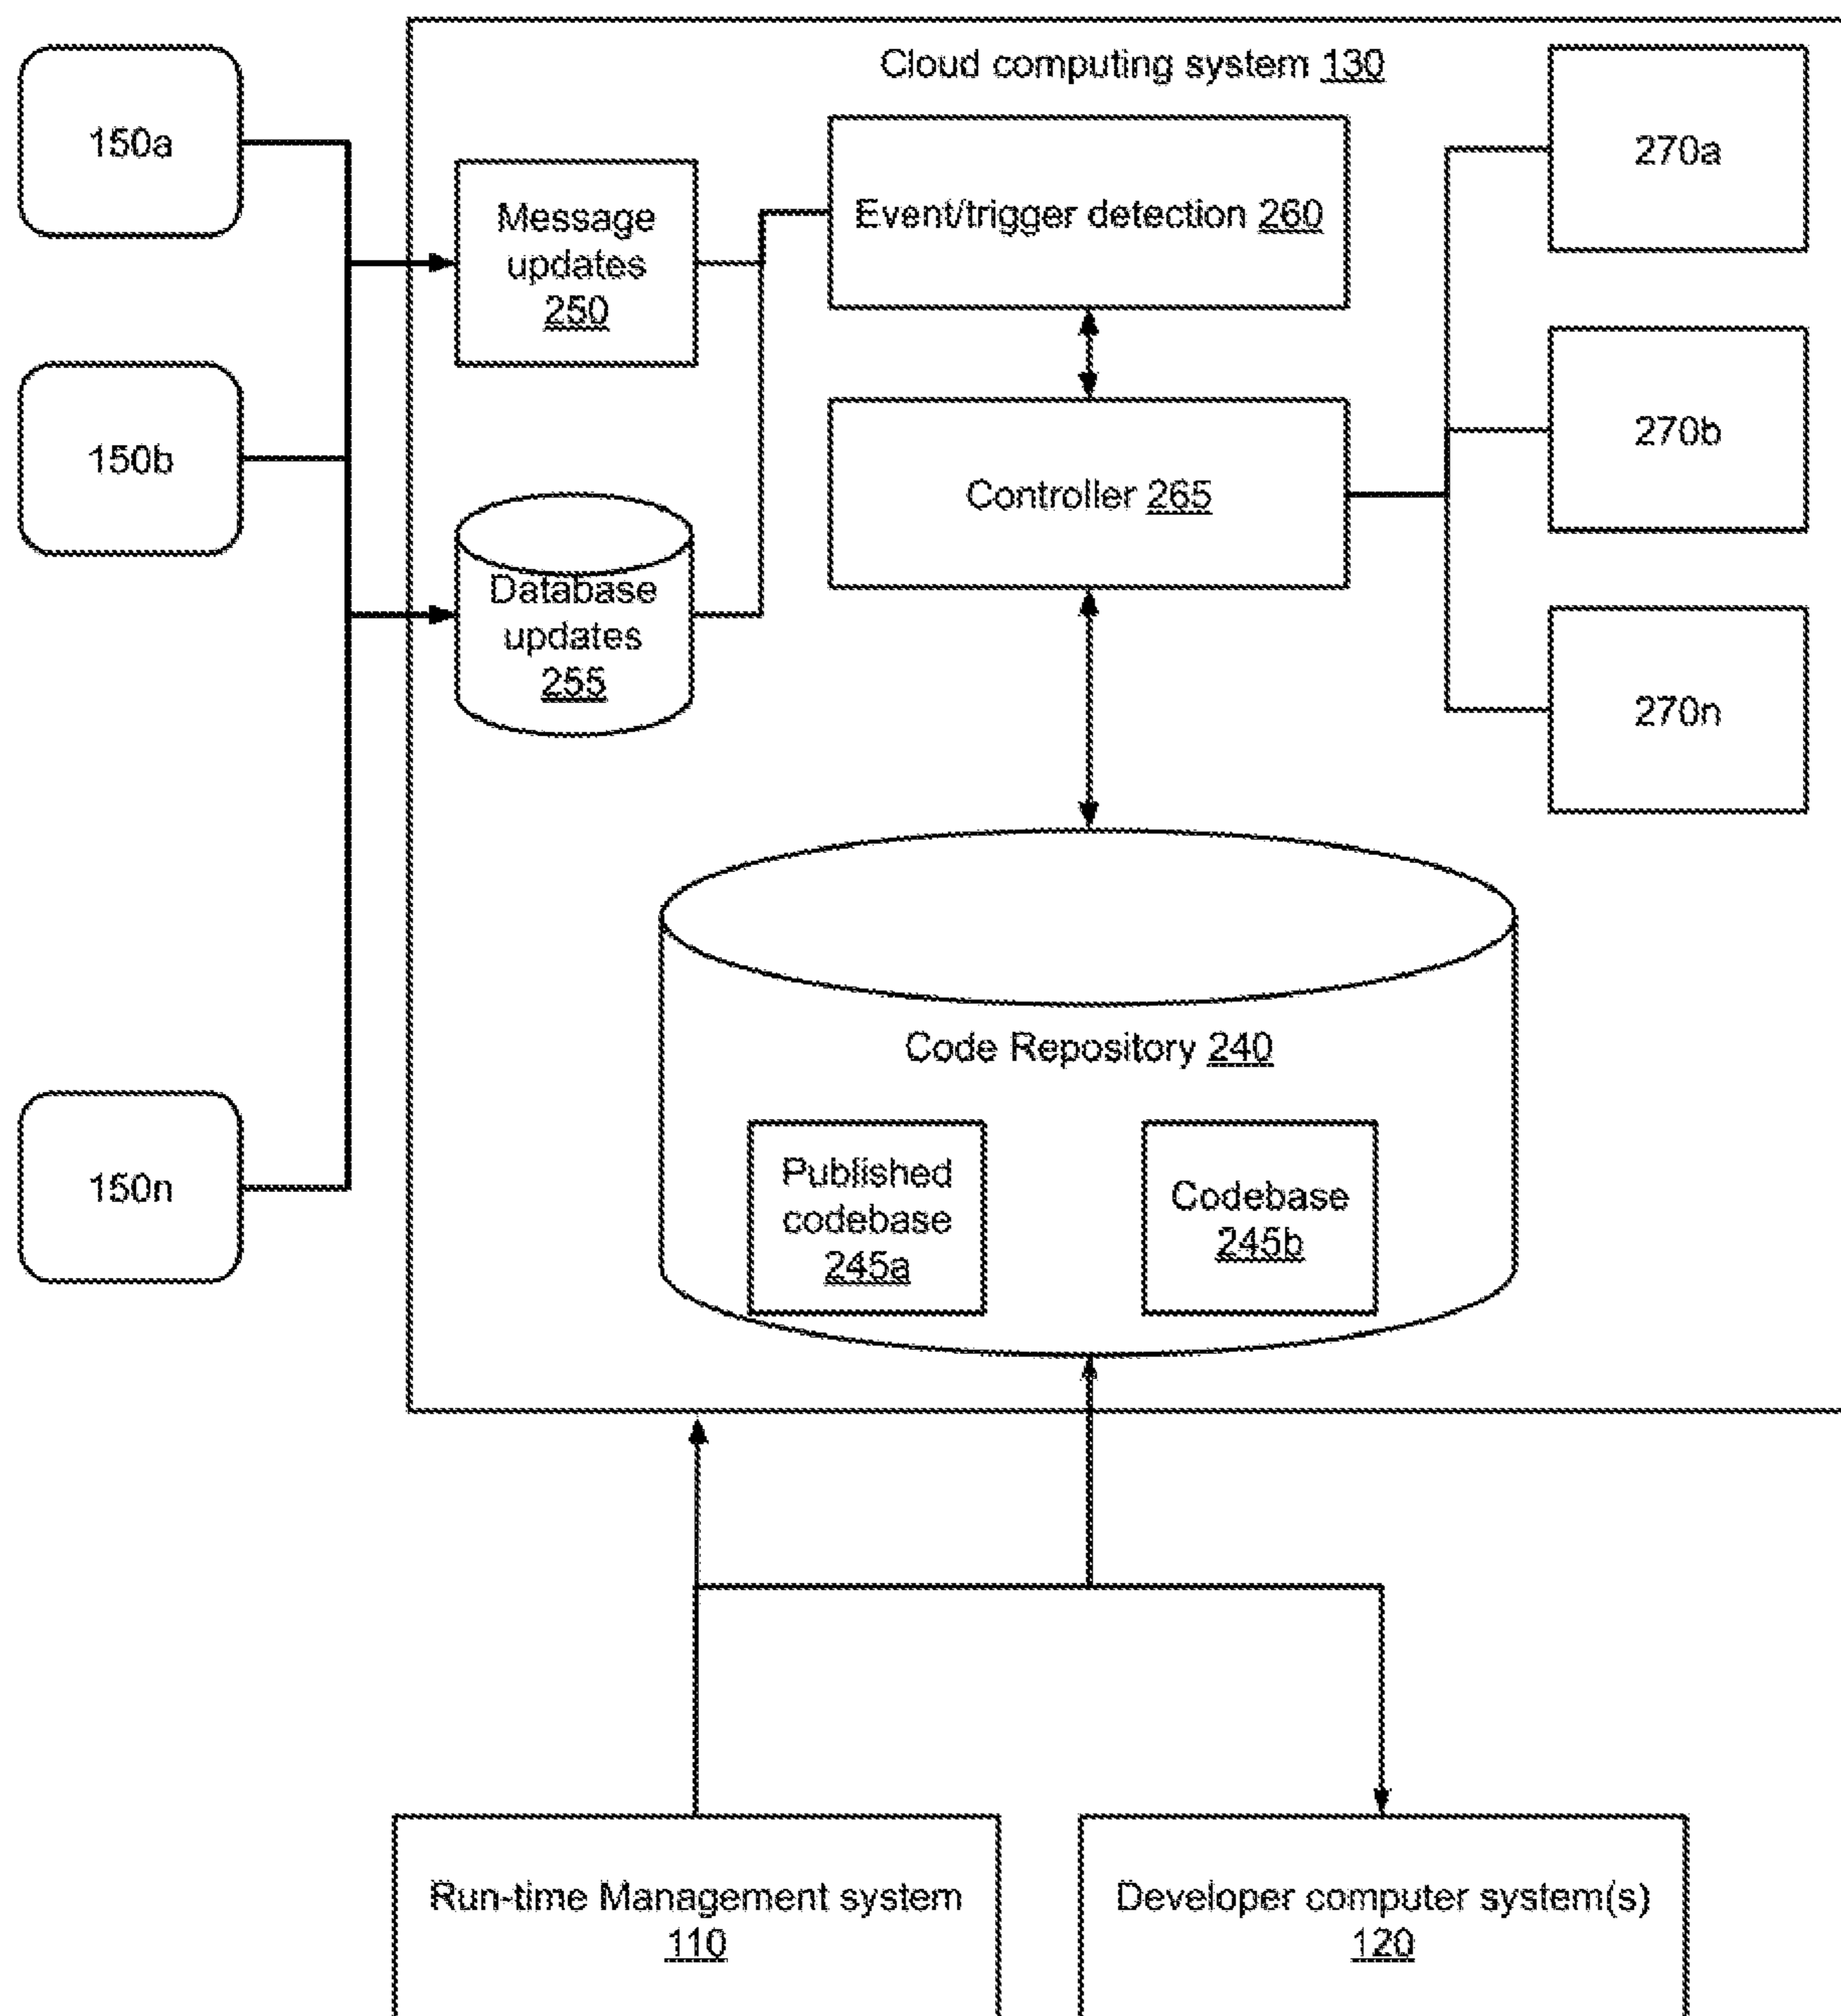 Cloud computing system 130
150a
Message
updates
250
Event/trigger detection 260
270a
150b
Database
updates
255
Controller 265
270b
270n
Code Repository 240
150n
Published
codebase
245a
Codebase
245b
Run-time Management system
110
Developer computer system(s)
120